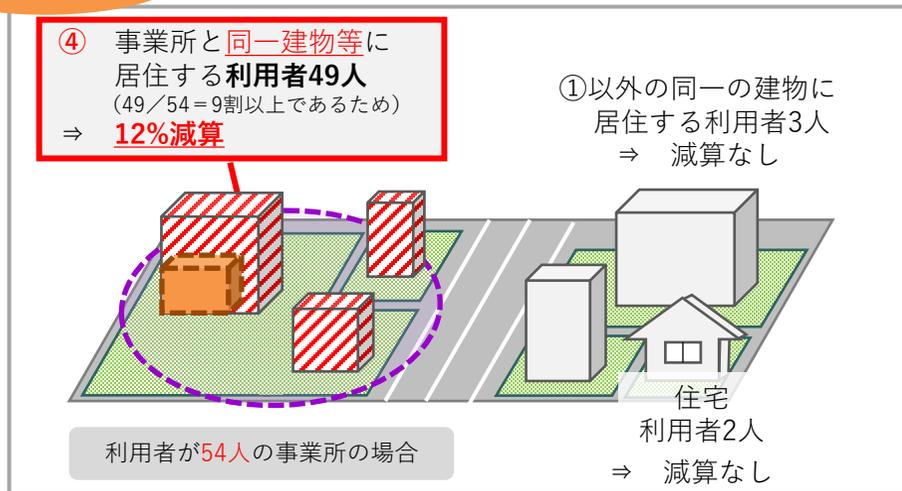 ④ 事業所と同一建物等に
居住する利用者49人
（49／54＝9割以上であるため）
⇒ 12%減算
①以外の同一の建物に
居住する利用者3人
⇒ 減算なし
住宅
利用者2人
⇒ 減算なし
利用者が54人の事業所の場合